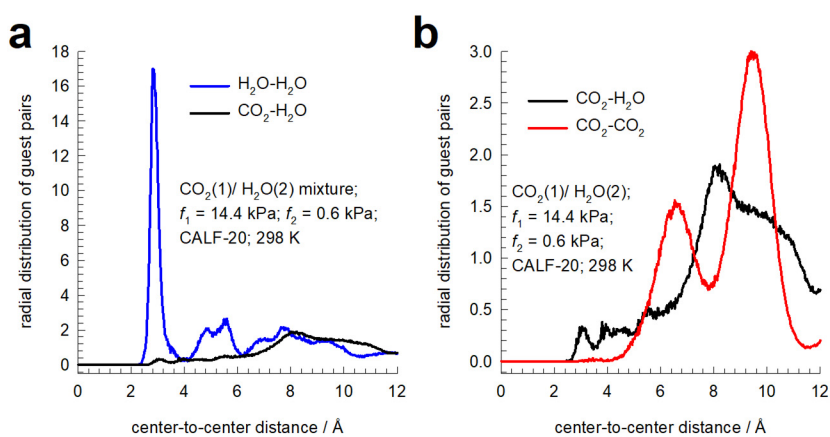 a
radial distribution of guest pairs
18
16
14
12
10
8
6
4
2
0
H₂O-H₂O
CO₂-H₂O
CO₂(1)/ H₂O(2) mixture;
f₁ = 14.4 kPa; f₂ = 0.6 kPa;
CALF-20; 298 K
0 2 4 6 8 10 12
center-to-center distance / Å
b
radial distribution of guest pairs
3.0
2.5
2.0
1.5
1.0
0.5
0.0
CO₂-H₂O
CO₂-CO₂
CO₂(1)/ H₂O(2);
f₁ = 14.4 kPa;
f₂ = 0.6 kPa;
CALF-20; 298 K
0 2 4 6 8 10 12
center-to-center distance / Å